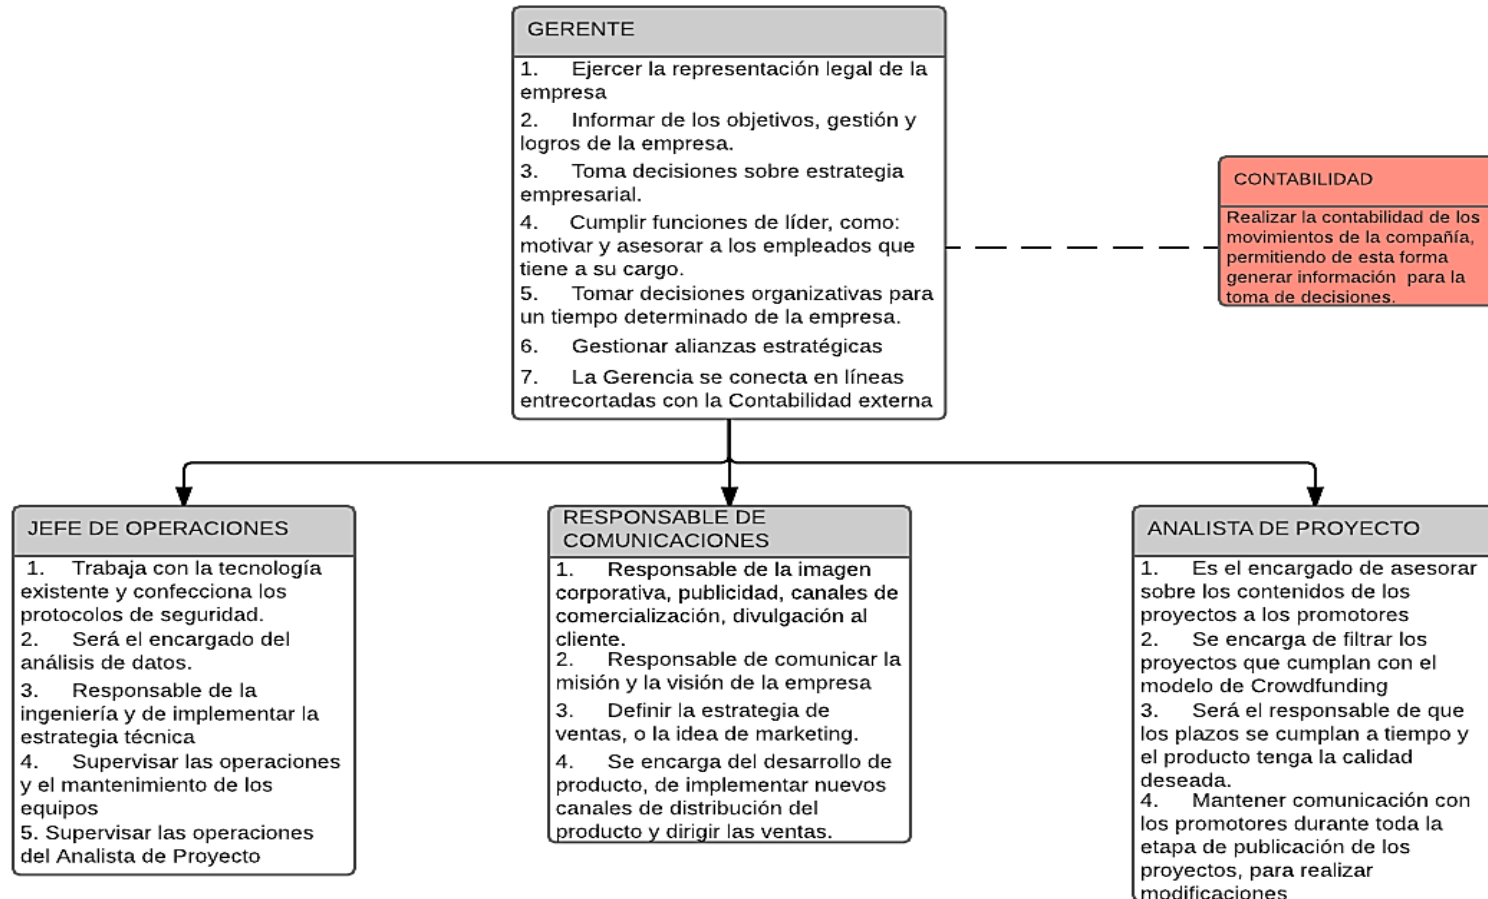 GERENTE
1. Ejercer la representación legal de la
empresa
2. Informar de los objetivos, gestión y
logros de la empresa.
3. Toma decisiones sobre estrategia
empresarial.
4. Cumplir funciones de líder, como:
motivar y asesorar a los empleados que
tiene a su cargo.
5. Tomar decisiones organizativas para
un tiempo determinado de la empresa.
6. Gestionar alianzas estratégicas
7. La Gerencia se conecta en líneas
entrecortadas con la Contabilidad externa
CONTABILIDAD
Realizar la contabilidad de los
movimientos de la compañía,
permitiendo de esta forma
generar información para la
toma de decisiones.
JEFE DE OPERACIONES
1. Trabaja con la tecnología
existente y confecciona los
protocolos de seguridad.
2. Será el encargado del
análisis de datos.
3. Responsable de la
ingeniería y de implementar la
estrategia técnica
4. Supervisar las operaciones
y el mantenimiento de los
equipos
5. Supervisar las operaciones
del Analista de Proyecto
RESPONSABLE DE
COMUNICACIONES
1. Responsable de la imagen
corporativa, publicidad, canales de
comercialización, divulgación al
cliente.
2. Responsable de comunicar la
misión y la visión de la empresa
3. Definir la estrategia de
ventas, o la idea de marketing.
4. Se encarga del desarrollo de
producto, de implementar nuevos
canales de distribución del
producto y dirigir las ventas.
ANALISTA DE PROYECTO
1. Es el encargado de asesorar
sobre los contenidos de los
proyectos a los promotores
2. Se encarga de filtrar los
proyectos que cumplan con el
modelo de Crowdfunding
3. Será el responsable de que
los plazos se cumplan a tiempo y
el producto tenga la calidad
deseada.
4. Mantener comunicación con
los promotores durante toda la
etapa de publicación de los
proyectos, para realizar
modificaciones